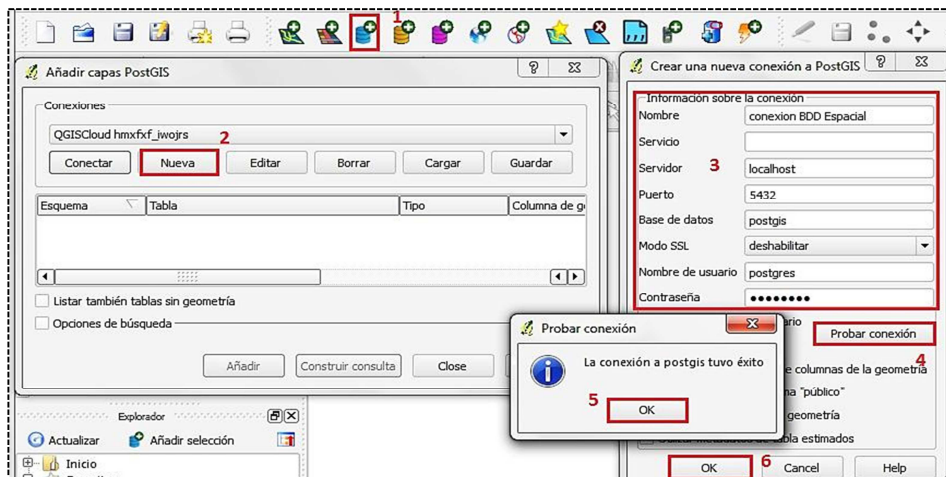 1
Añadir capas PostGIS
Conexiones
QGISCloud hmxfxf_iwojrs
2
Conectar Nueva Editar Borrar Cargar Guardar
Esquema Tabla Tipo Columna de
Listar también tablas sin geometría
Opciones de búsqueda
Añadir Construir consulta Close
Explorador
Actualizar Añadir selección
Inicio
Crear una nueva conexión a PostGIS
Información sobre la conexión
Nombre conexion BDD Espacial
Servicio
3
Servidor localhost
Puerto 5432
Base de datos postgis
Modo SSL deshabilitar
Nombre de usuario postgres
Contraseña ●●●●●●●●
Probar conexión
4
columnas de la geometría
"público"
geometría
tabla estimados
OK 6 Cancel Help
Probar conexión
La conexión a postgis tuvo éxito
5
OK